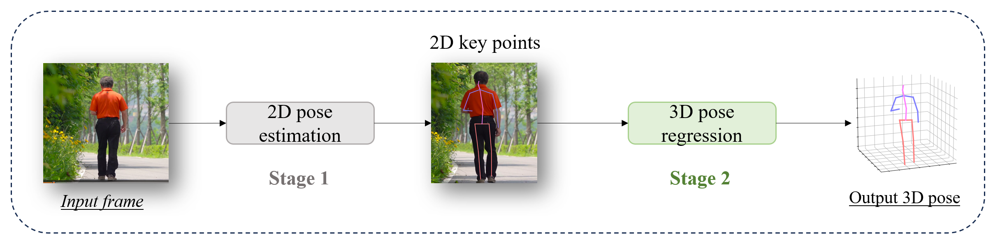 2D key points
2D pose
estimation
3D pose
regression
Stage 1
Stage 2
Input frame
Output 3D pose